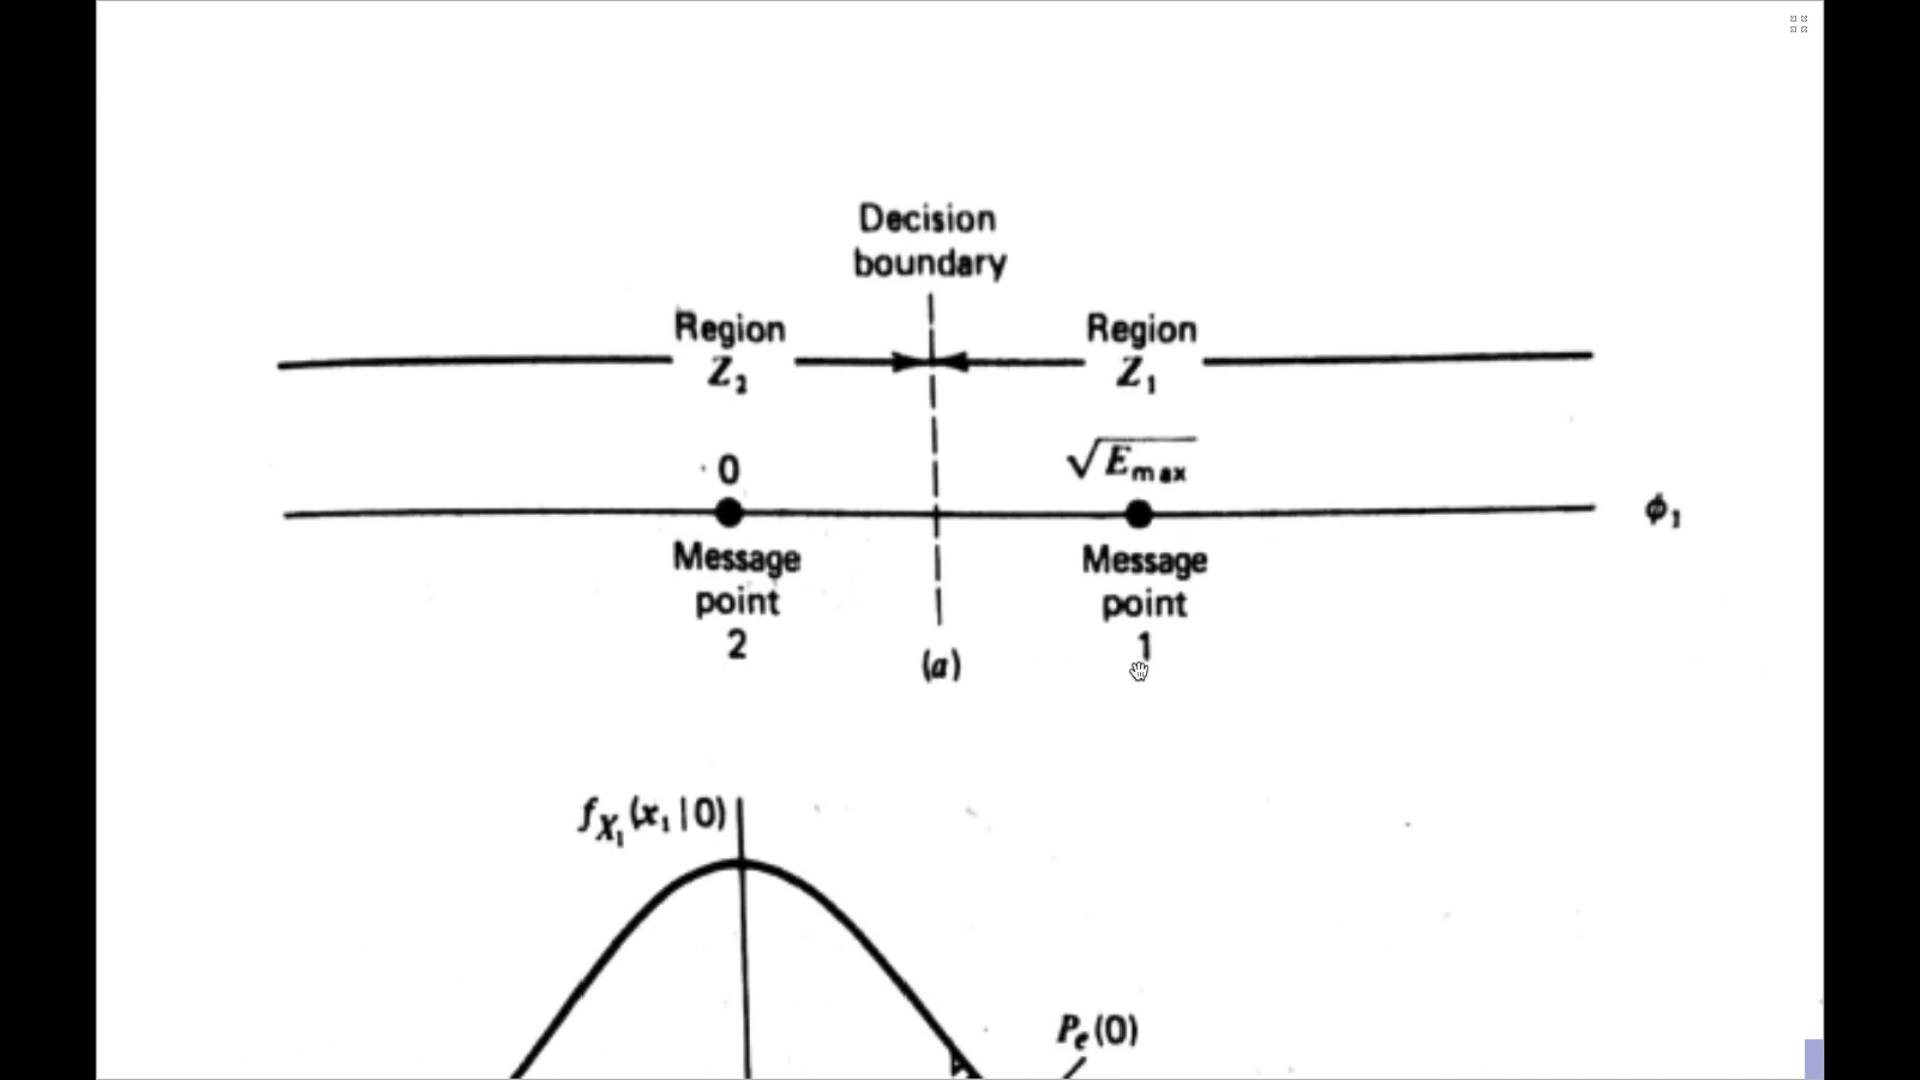 Decision
boundary
Region
Z₂
Region
Z₁
0
√Emax
ϕ₁
Message
point
2
Message
point
1
(a)
fX₁(x₁|0)
Pe(0)